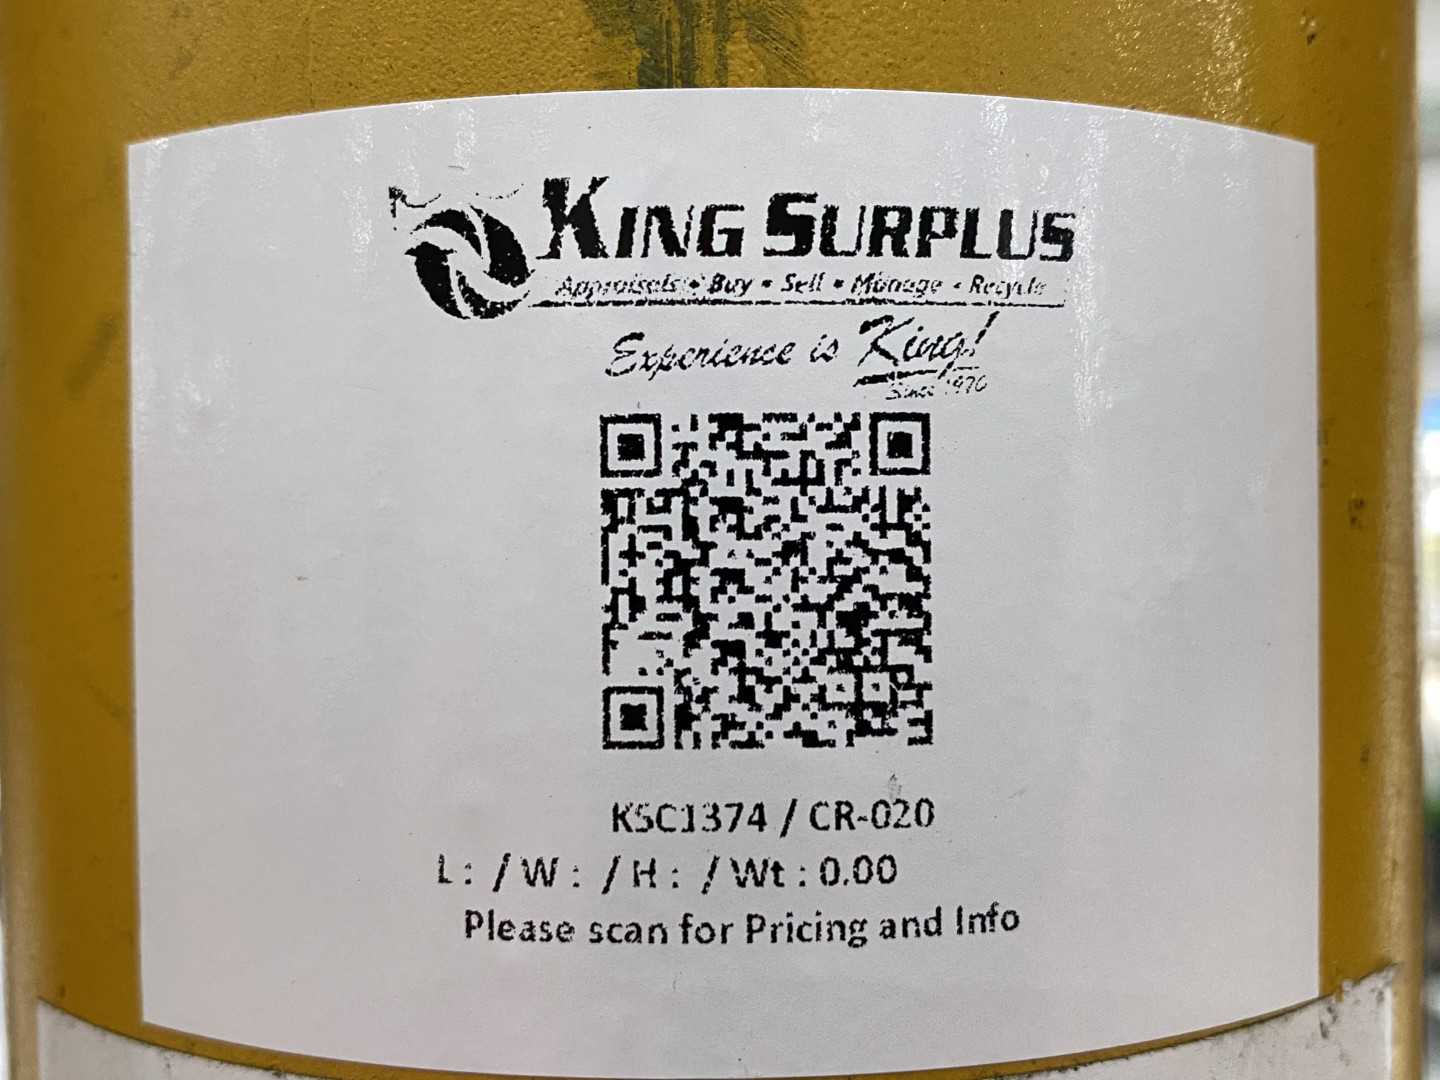 KING SURPLUS
Appraisals • Buy • Sell • Manage • Recycle
Experience is King!
Since 1970
KSC1374 / CR-020
L : / W : / H : / Wt : 0.00
Please scan for Pricing and Info